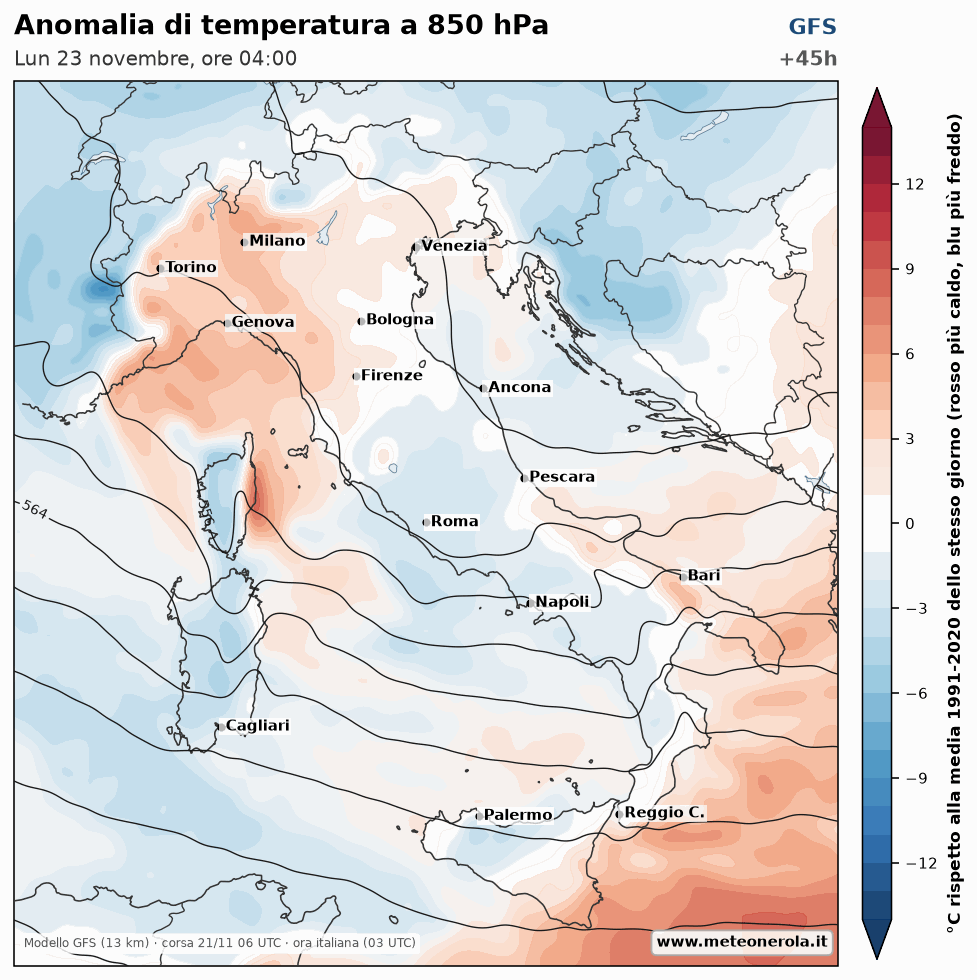 Anomalia di temperatura a 850 hPa
GFS
Lun 23 novembre, ore 04:00
+45h
Milano
Venezia
Torino
Genova
Bologna
Firenze
Ancona
Pescara
564
Roma
Bari
Napoli
Cagliari
Palermo
Reggio C.
Modello GFS (13 km) · corsa 21/11 06 UTC · ora italiana (03 UTC)
www.meteonerola.it
12
9
6
3
0
−3
−6
−9
−12
°C rispetto alla media 1991-2020 dello stesso giorno (rosso più caldo, blu più freddo)